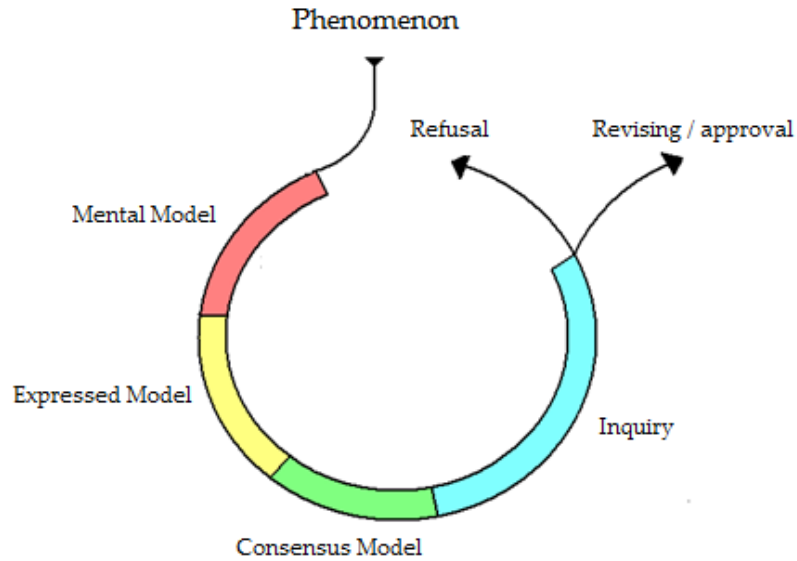 Phenomenon
Refusal
Revising / approval
Mental Model
Expressed Model
Inquiry
Consensus Model